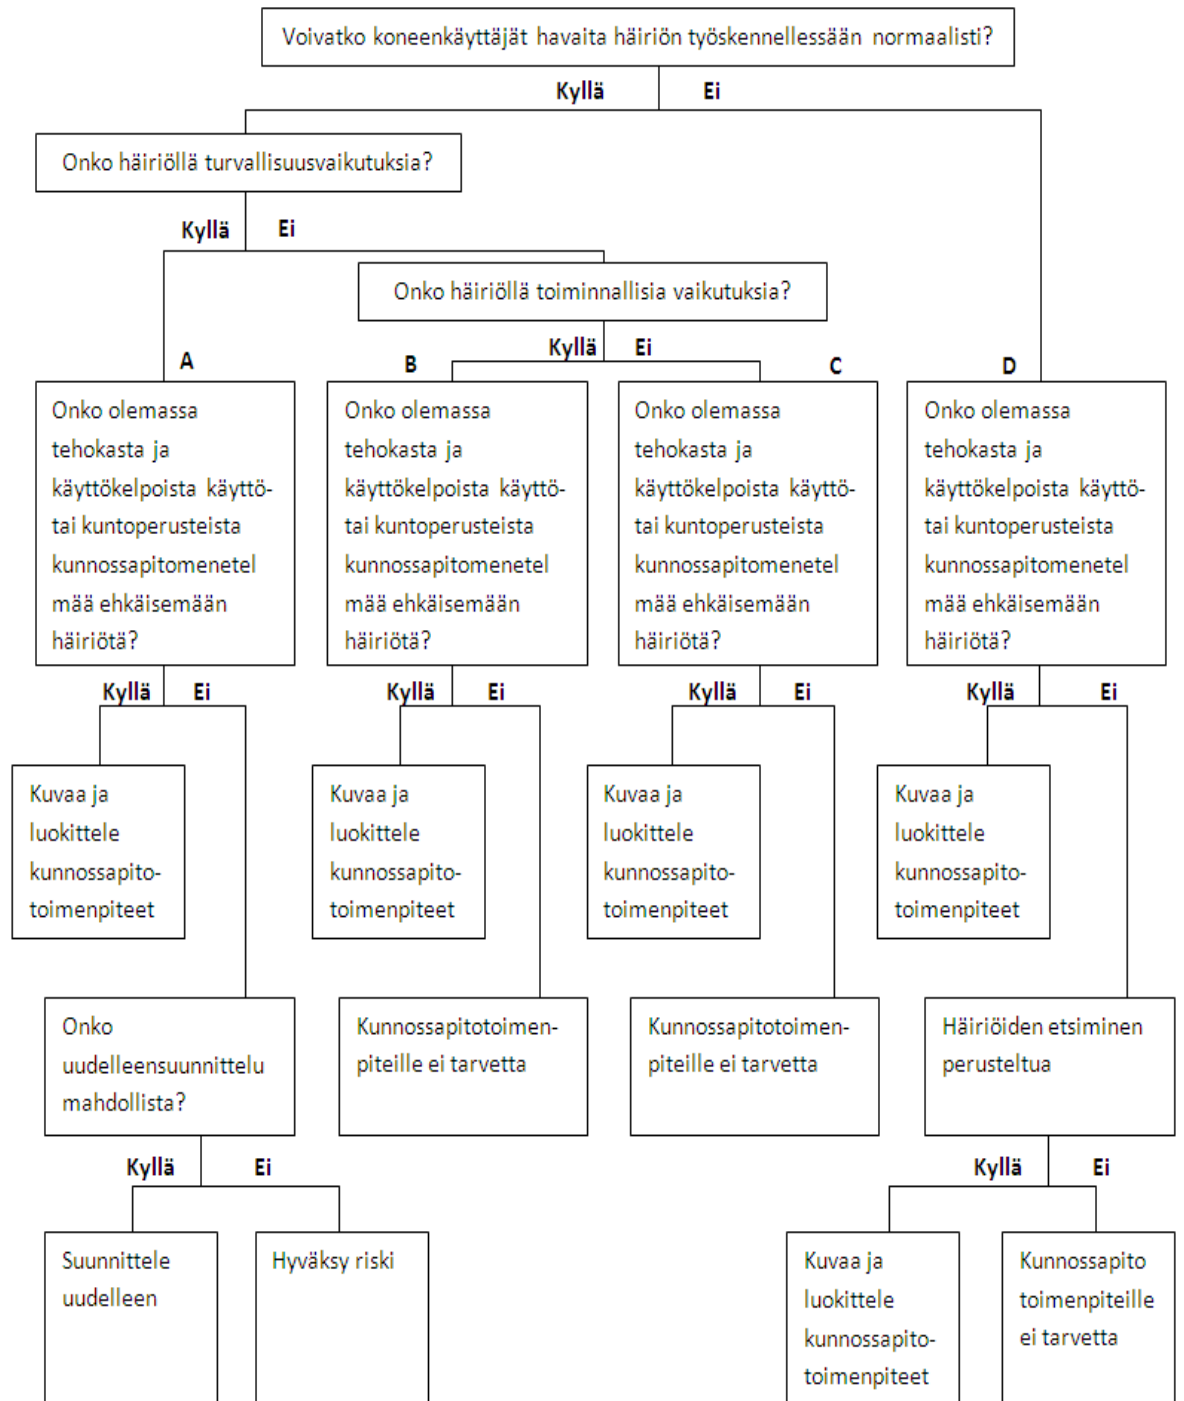 Voivatko koneenkäyttäjät havaita häiriön työskennellessään normaalisti?
Kyllä
Ei
Onko häiriöllä turvallisuusvaikutuksia?
Kyllä
Ei
Onko häiriöllä toiminnallisia vaikutuksia?
Kyllä
Ei
A
Onko olemassa
tehokasta ja
käyttökelpoista käyttö-
tai kuntoperusteista
kunnossapitomenetel
mää ehkäisemään
häiriötä?
B
Onko olemassa
tehokasta ja
käyttökelpoista käyttö-
tai kuntoperusteista
kunnossapitomenetel
mää ehkäisemään
häiriötä?
C
Onko olemassa
tehokasta ja
käyttökelpoista käyttö-
tai kuntoperusteista
kunnossapitomenetel
mää ehkäisemään
häiriötä?
D
Onko olemassa
tehokasta ja
käyttökelpoista käyttö-
tai kuntoperusteista
kunnossapitomenetel
mää ehkäisemään
häiriötä?
Kyllä
Ei
Kyllä
Ei
Kyllä
Ei
Kyllä
Ei
Kuvaa ja
luokittele
kunnossapito-
toimenpiteet
Kuvaa ja
luokittele
kunnossapito-
toimenpiteet
Kuvaa ja
luokittele
kunnossapito-
toimenpiteet
Kuvaa ja
luokittele
kunnossapito-
toimenpiteet
Onko
uudelleensuunnittelu
mahdollista?
Kunnossapitotoimen-
piteille ei tarvetta
Kunnossapitotoimen-
piteille ei tarvetta
Häiriöiden etsiminen
perusteltua
Kyllä
Ei
Kyllä
Ei
Suunnittele
uudelleen
Hyväksy riski
Kuvaa ja
luokittele
kunnossapito-
toimenpiteet
Kunnossapito
toimenpiteille
ei tarvetta